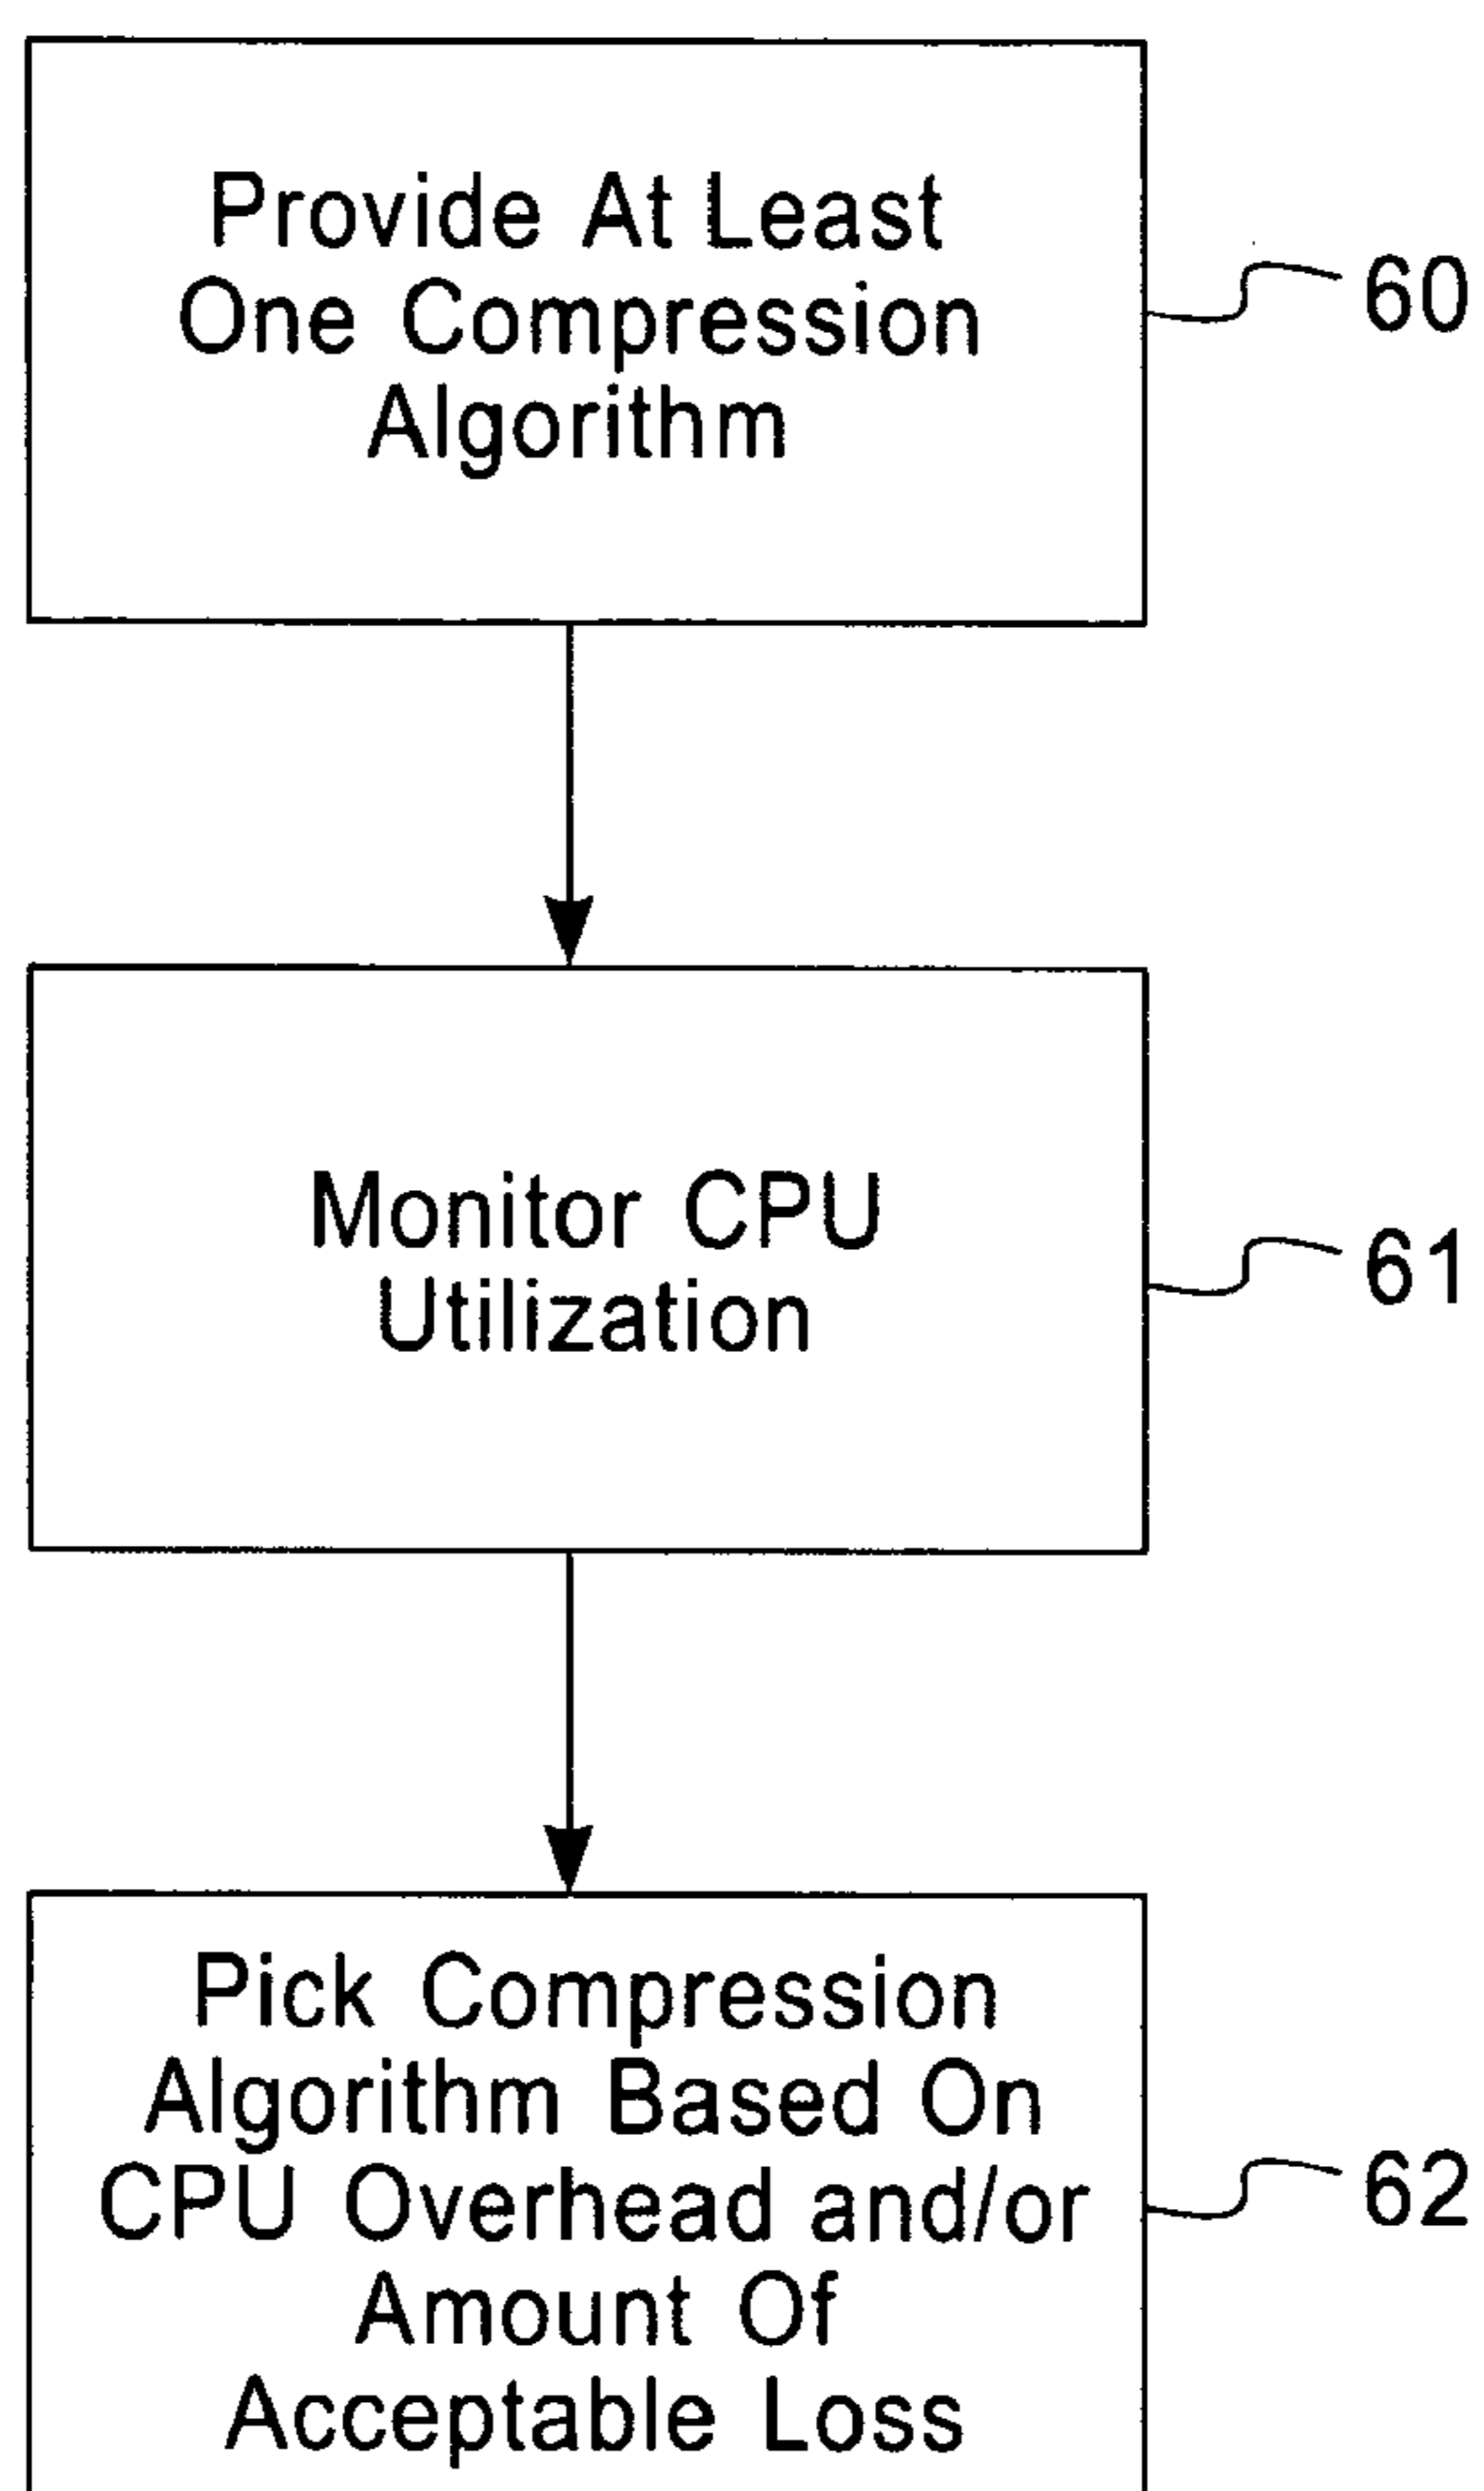 Provide At Least
One Compression
Algorithm
60
Monitor CPU
Utilization
61
Pick Compression
Algorithm Based On
CPU Overhead and/or
Amount Of
Acceptable Loss
62